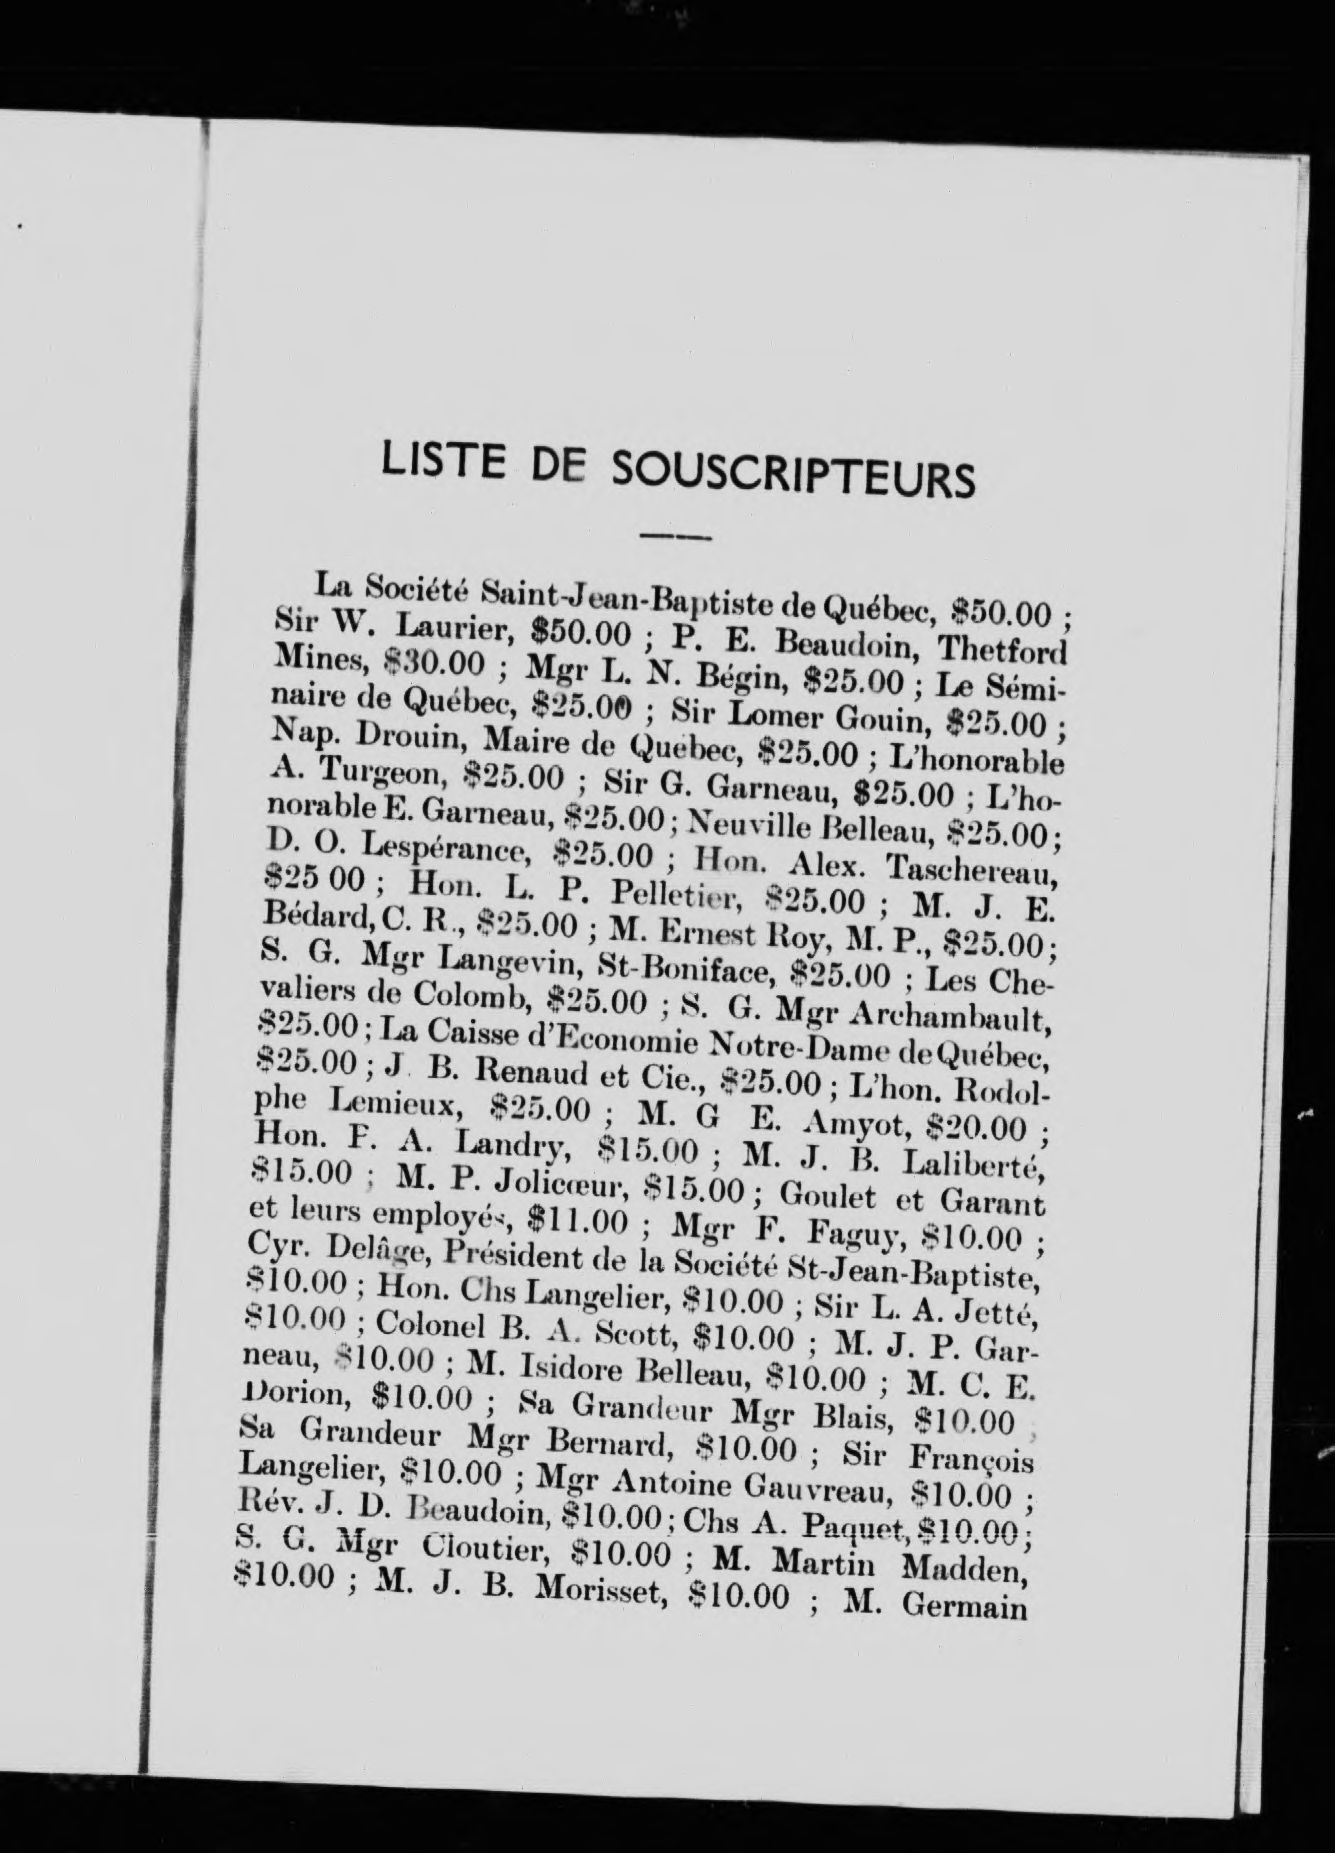 LISTE DE SOUSCRIPTEURS
La Société Saint-Jean-Baptiste de Québec, $50.00 ;
Sir W. Laurier, $50.00 ; P. E. Beaudoin, Thetford
Mines, $30.00 ; Mgr L. N. Bégin, $25.00 ; Le Sémi-
naire de Québec, $25.00 ; Sir Lomer Gouin, $25.00 ;
Nap. Drouin, Maire de Quebec, $25.00 ; L'honorable
A. Turgeon, $25.00 ; Sir G. Garneau, $25.00 ; L'ho-
norable E. Garneau, $25.00 ; Neuville Belleau, $25.00 ;
D. O. Lespérance, $25.00 ; Hon. Alex. Taschereau,
$25 00 ; Hon. L. P. Pelletier, $25.00 ; M. J. E.
Bédard, C. R., $25.00 ; M. Ernest Roy, M. P., $25.00 ;
S. G. Mgr Langevin, St-Boniface, $25.00 ; Les Che-
valiers de Colomb, $25.00 ; S. G. Mgr Archambault,
$25.00 ; La Caisse d'Economie Notre-Dame de Québec,
$25.00 ; J. B. Renaud et Cie., $25.00 ; L'hon. Rodol-
phe Lemieux, $25.00 ; M. G E. Amyot, $20.00 ;
Hon. F. A. Landry, $15.00 ; M. J. B. Laliberté,
$15.00 ; M. P. Jolicœur, $15.00 ; Goulet et Garant
et leurs employés, $11.00 ; Mgr F. Faguy, $10.00 ;
Cyr. Delâge, Président de la Société St-Jean-Baptiste,
$10.00 ; Hon. Chs Langelier, $10.00 ; Sir L. A. Jetté,
$10.00 ; Colonel B. A. Scott, $10.00 ; M. J. P. Gar-
neau, $10.00 ; M. Isidore Belleau, $10.00 ; M. C. E.
Dorion, $10.00 ; Sa Grandeur Mgr Blais, $10.00 ;
Sa Grandeur Mgr Bernard, $10.00 ; Sir François
Langelier, $10.00 ; Mgr Antoine Gauvreau, $10.00 ;
Rév. J. D. Beaudoin, $10.00 ; Chs A. Paquet, $10.00 ;
S. G. Mgr Cloutier, $10.00 ; M. Martin Madden,
$10.00 ; M. J. B. Morisset, $10.00 ; M. Germain